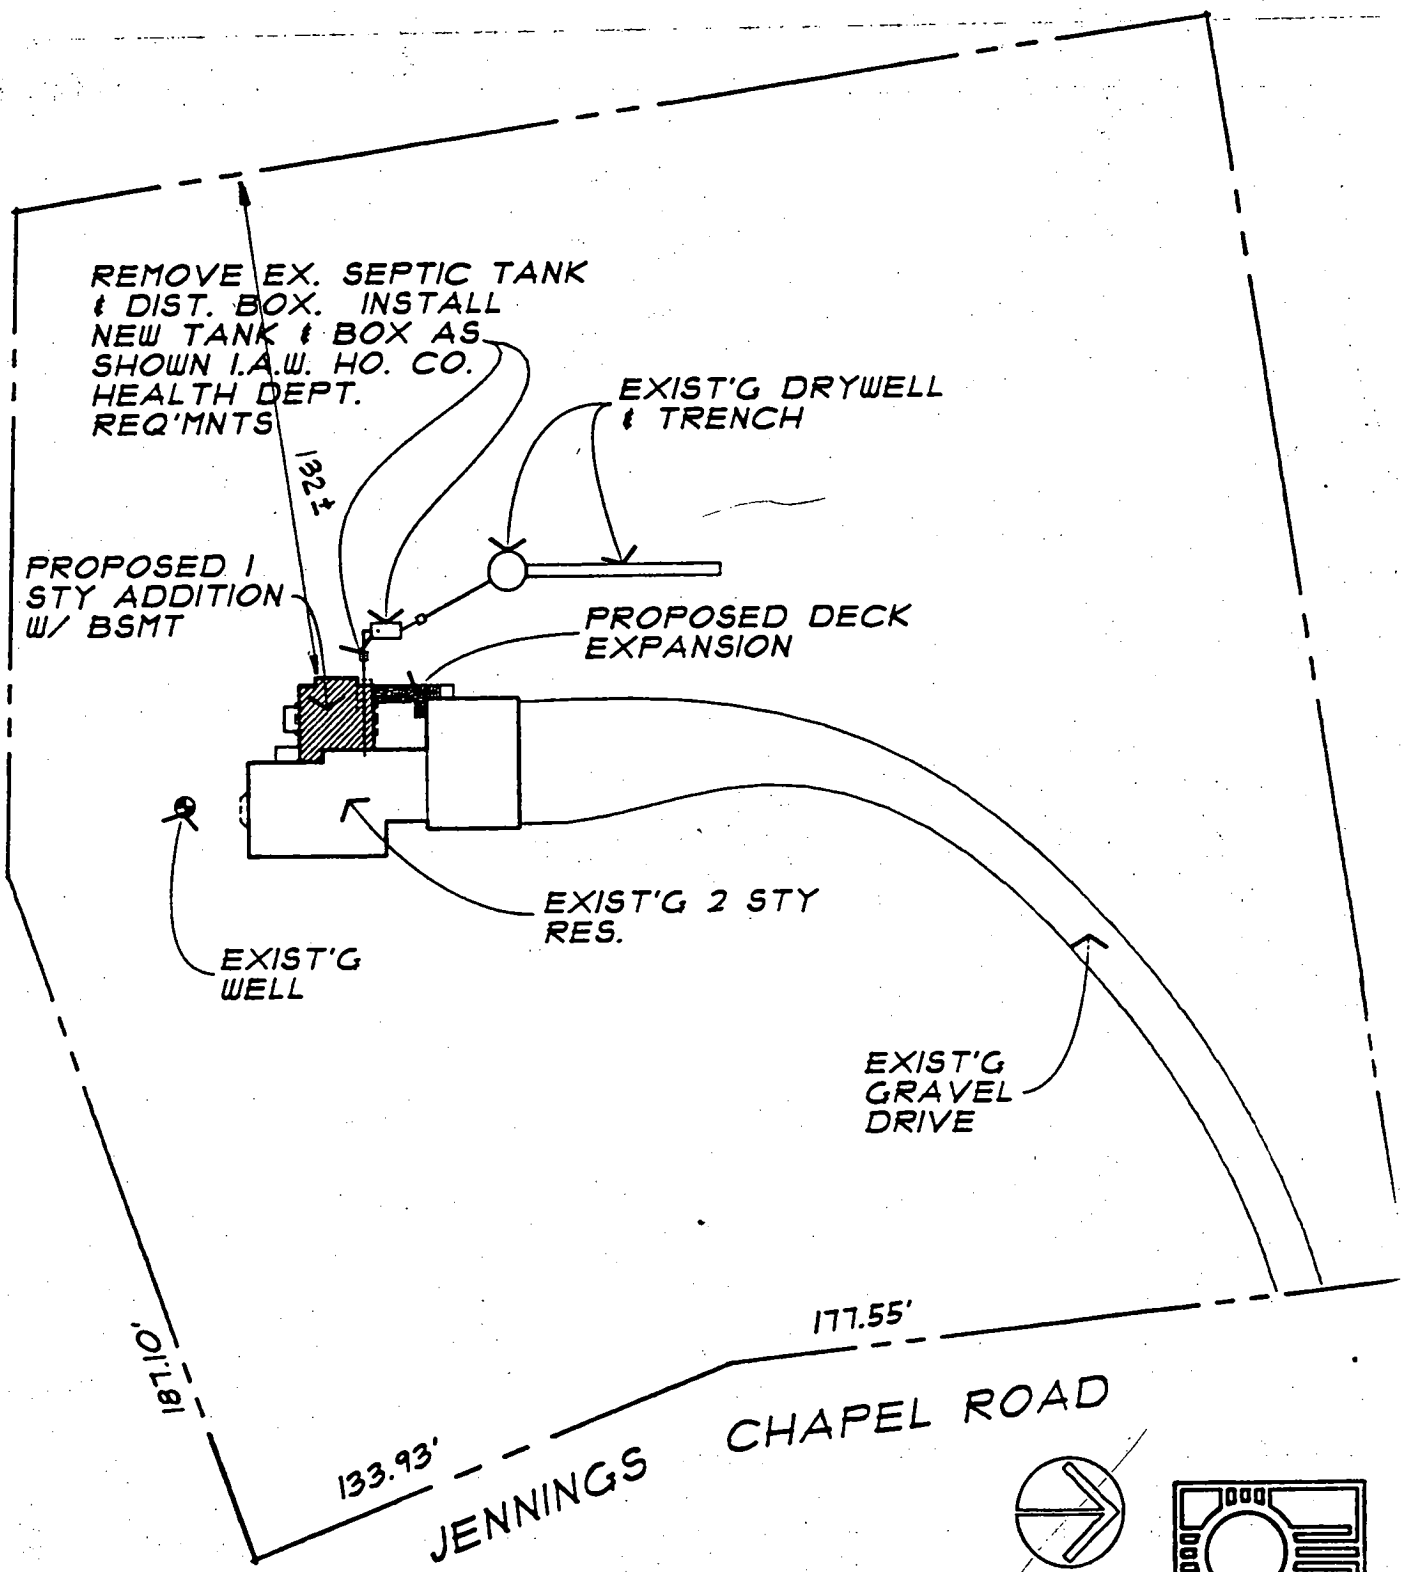 REMOVE EX. SEPTIC TANK
& DIST. BOX. INSTALL
NEW TANK & BOX AS
SHOWN I.A.W. HO. CO.
HEALTH DEPT.
REQ'MNTS
EXIST'G DRYWELL
& TRENCH
132±
PROPOSED 1
STY ADDITION
W/ BSMT
PROPOSED DECK
EXPANSION
EXIST'G 2 STY
RES.
EXIST'G
WELL
EXIST'G
GRAVEL
DRIVE
187.10'
177.55'
133.93'
JENNINGS CHAPEL ROAD